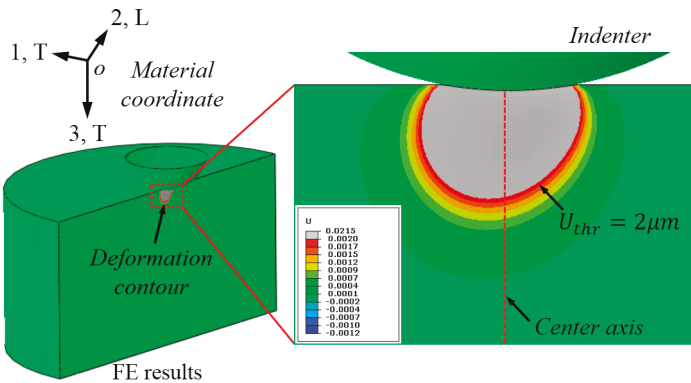 2, L
1, T
o
3, T
Material
coordinate
Indenter
U
0.0215
0.0020
0.0017
0.0015
0.0012
0.0009
0.0007
0.0004
0.0001
-0.0002
-0.0004
-0.0007
-0.0010
-0.0012
Uthr = 2μm
Center axis
Deformation
contour
FE results